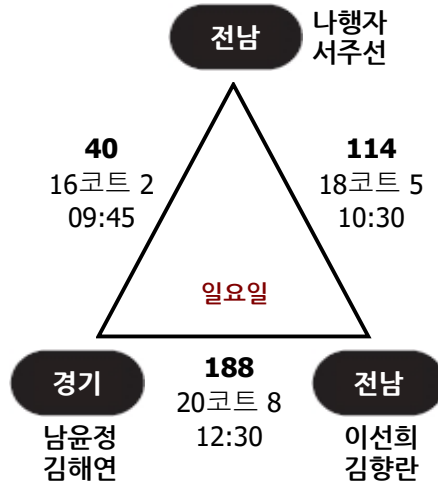 전남
나행자
서주선
40
16코트 2
09:45
114
18코트 5
10:30
일요일
경기
남윤정
김해연
188
20코트 8
12:30
전남
이선희
김향란